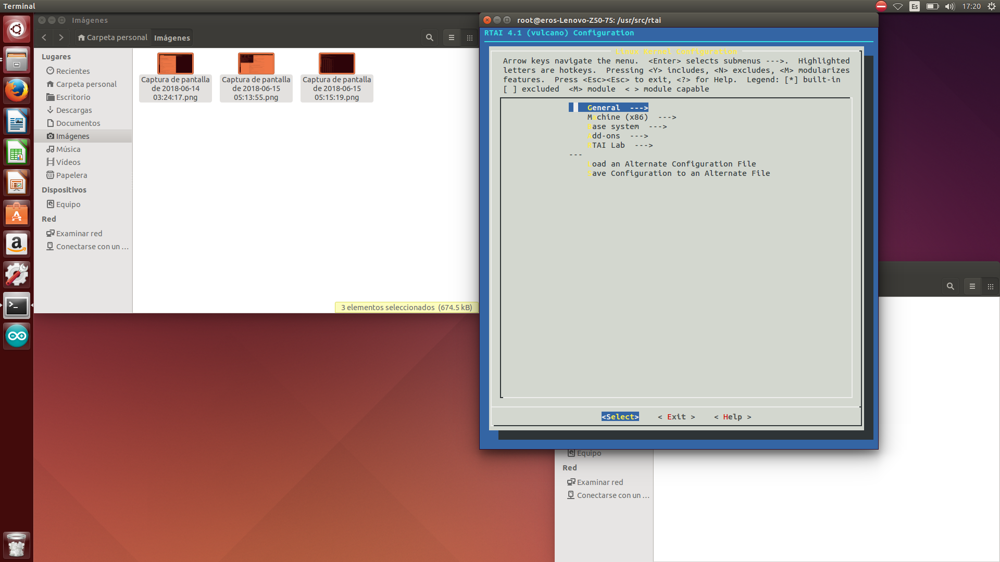 Terminal
Es
17:20
Imágenes
Carpeta personal
Imágenes
Lugares
Recientes
Carpeta personal
Escritorio
Descargas
Documentos
Imágenes
Música
Vídeos
Papelera
Dispositivos
Equipo
Red
Examinar red
Conectarse con un …
Captura de pantalla
de 2018-06-14
03:24:17.png
Captura de pantalla
de 2018-06-15
05:13:55.png
Captura de pantalla
de 2018-06-15
05:15:19.png
3 elementos seleccionados (674.5 kB)
root@eros-Lenovo-Z50-75: /usr/src/rtai
RTAI 4.1 (vulcano) Configuration
Linux Kernel Configuration
Arrow keys navigate the menu. <Enter> selects submenus --->. Highlighted
letters are hotkeys. Pressing <Y> includes, <N> excludes, <M> modularizes
features. Press <Esc><Esc> to exit, <?> for Help. Legend: [*] built-in
[ ] excluded <M> module < > module capable
General --->
Machine (x86) --->
Base system --->
Add-ons --->
RTAI Lab --->
---
Load an Alternate Configuration File
Save Configuration to an Alternate File
<Select> < Exit > < Help >
Equipo
Red
Examinar red
Conectarse con un …